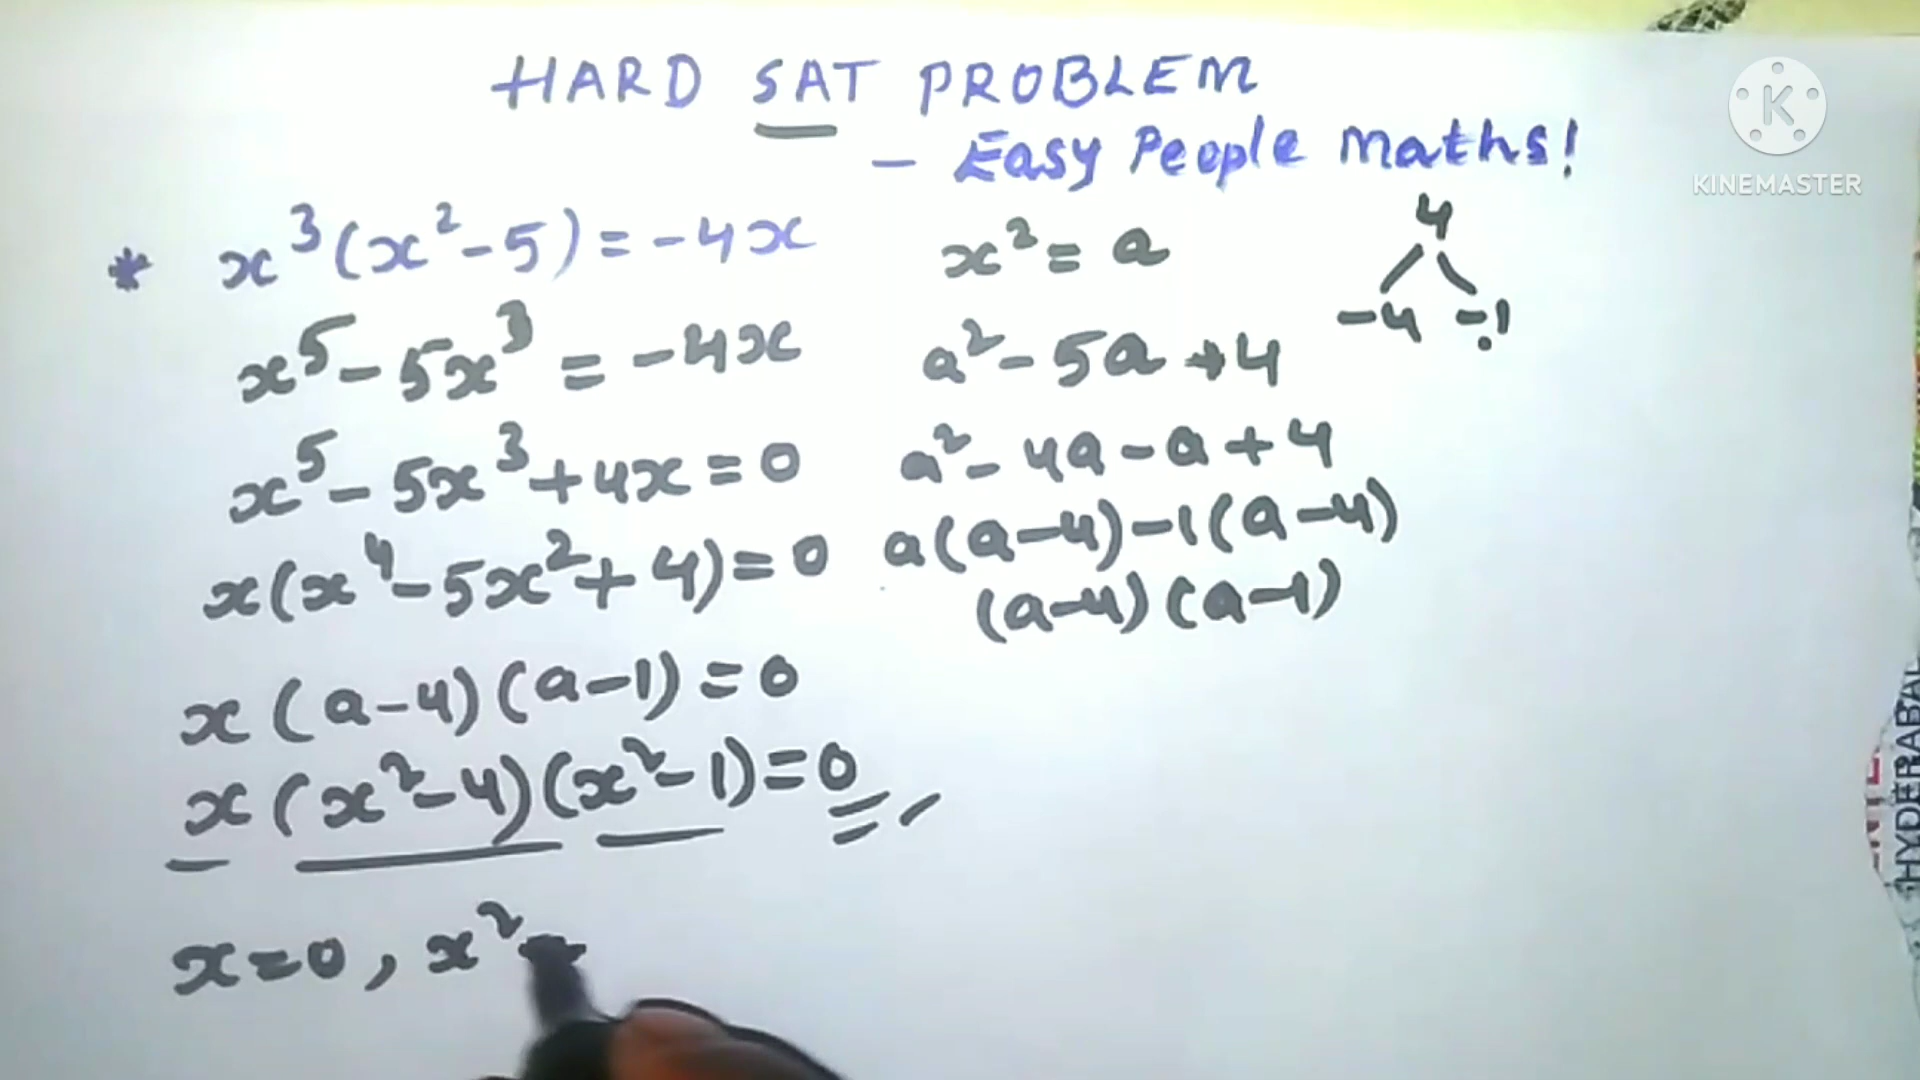 HARD SAT PROBLEM
- Easy People Maths!
KINEMASTER
* x³(x²-5)=-4x
x⁵-5x³=-4x
x⁵-5x³+4x=0
x(x⁴-5x²+4)=0
x(a-4)(a-1)=0
x(x²-4)(x²-1)=0
x=0, x²-
x²=a
a²-5a+4
a²-4a-a+4
a(a-4)-1(a-4)
(a-4)(a-1)
4
-4 -1
HYDERABA